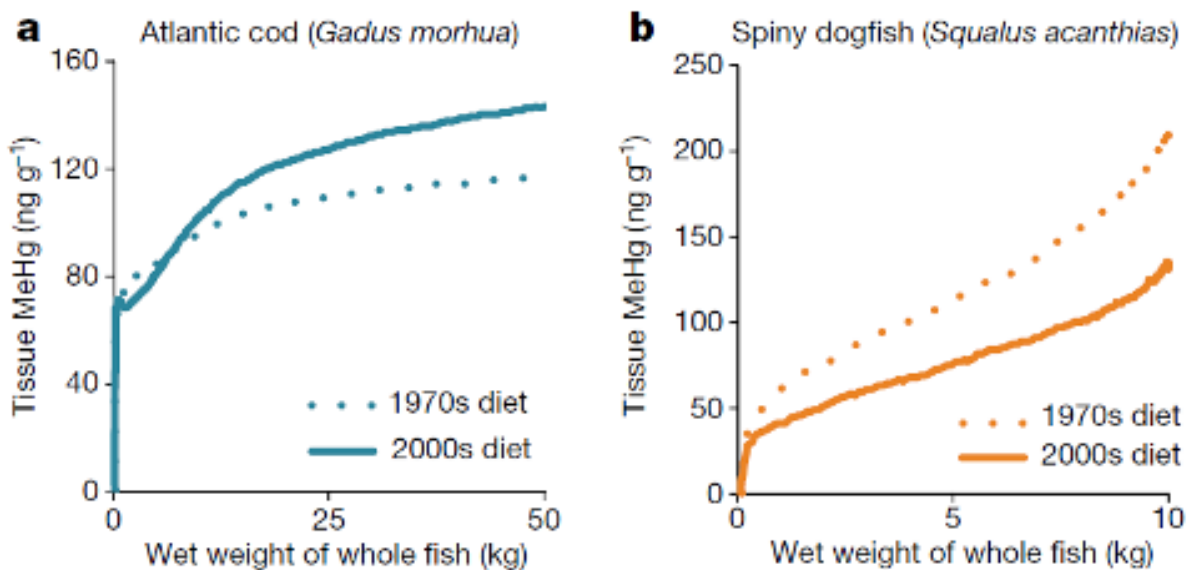 a Atlantic cod (Gadus morhua)
160
120
80
40
0
Tissue MeHg (ng g⁻¹)
1970s diet
2000s diet
0 25 50
Wet weight of whole fish (kg)
b Spiny dogfish (Squalus acanthias)
250
200
150
100
50
0
Tissue MeHg (ng g⁻¹)
1970s diet
2000s diet
0 5 10
Wet weight of whole fish (kg)